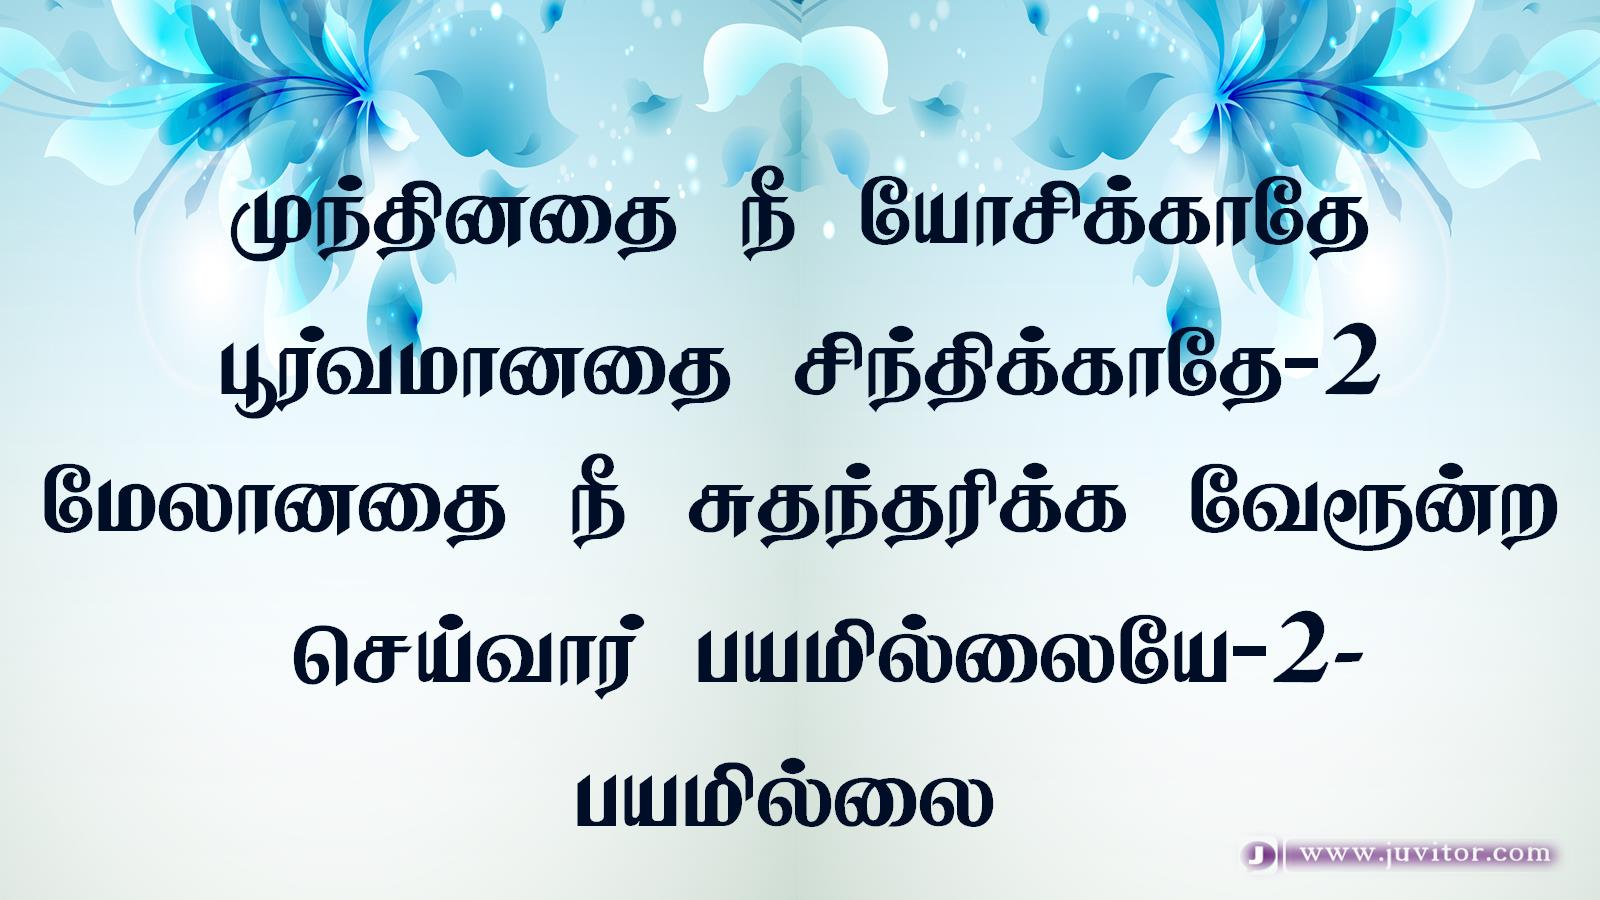 முந்தினதை நீ யோசிக்காதே
பூர்வமானதை சிந்திக்காதே-2
மேலானதை நீ சுதந்தரிக்க வேரூன்ற
செய்வார் பயமில்லையே-2-
பயமில்லை
J www.juvitor.com